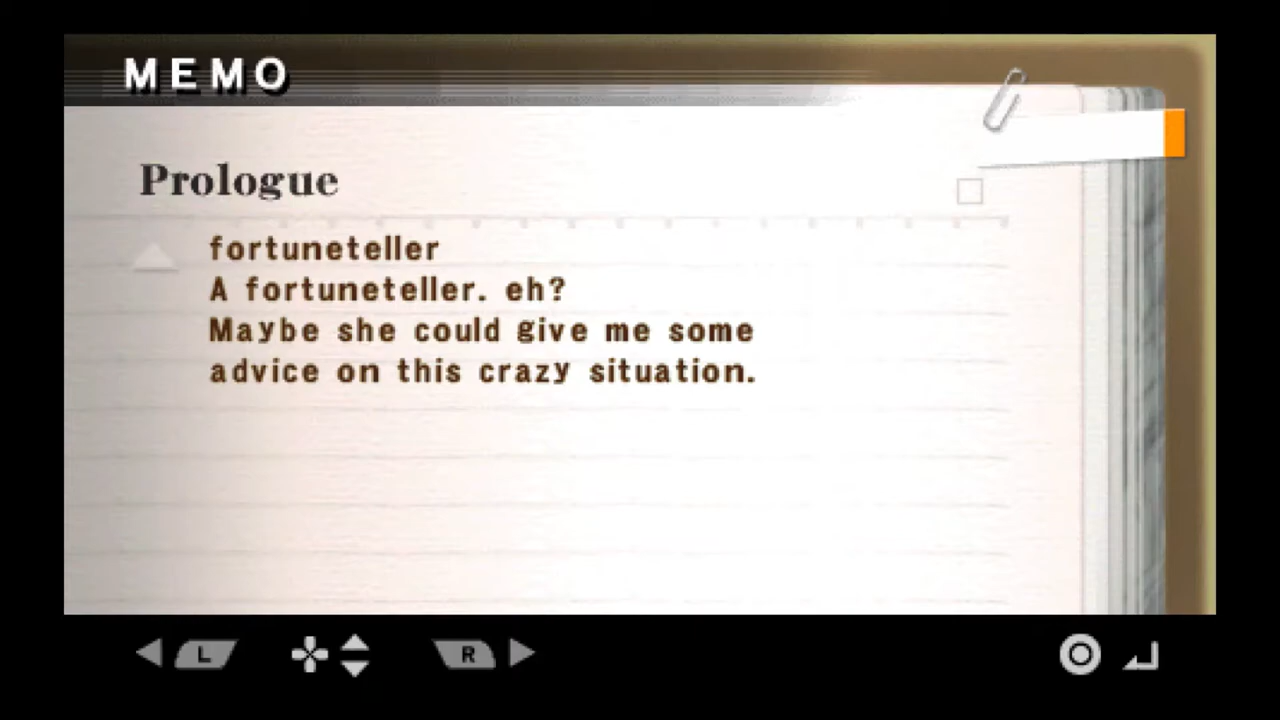 MEMO
Prologue
fortuneteller
A fortuneteller. eh?
Maybe she could give me some
advice on this crazy situation.
L
R